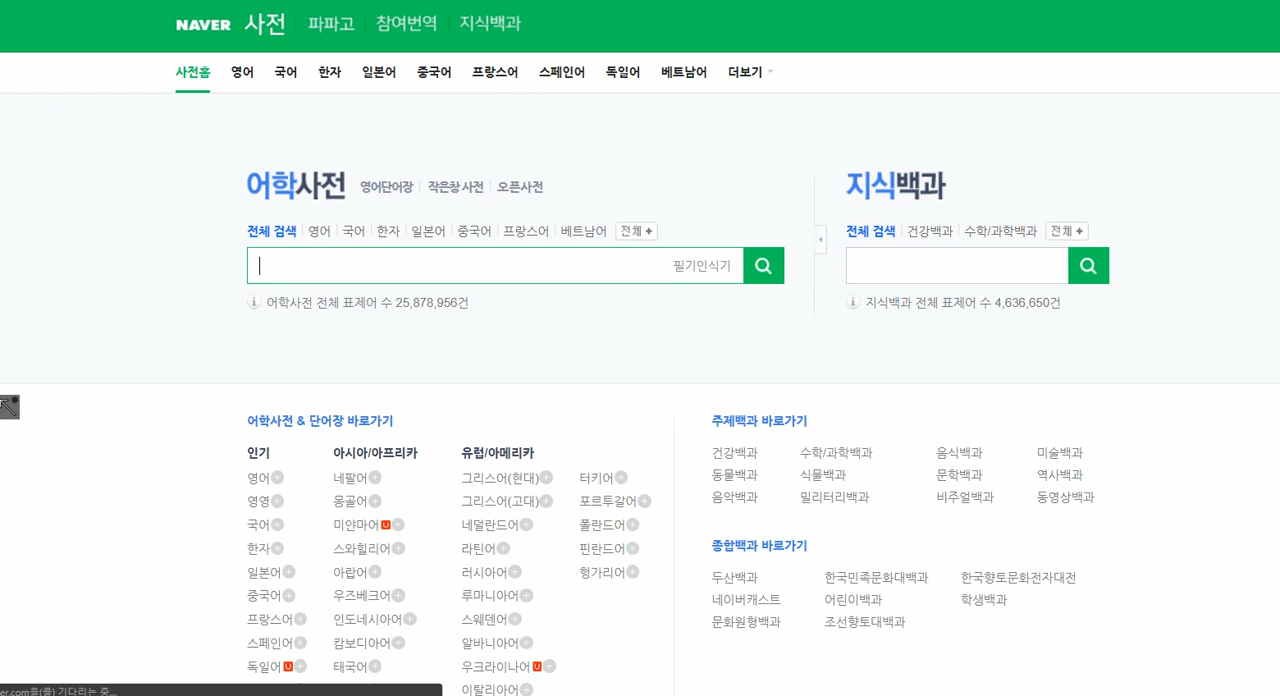 NAVER 사전 파파고 참여번역 지식백과
사전홈 영어 국어 한자 일본어 중국어 프랑스어 스페인어 독일어 베트남어 더보기
어학사전 영어단어장 작은창 사전 오픈사전
전체 검색 영어 국어 한자 일본어 중국어 프랑스어 베트남어 전체 +
필기인식기
어학사전 전체 표제어 수 25,878,956건
지식백과
전체 검색 건강백과 수학/과학백과 전체 +
지식백과 전체 표제어 수 4,636,650건
어학사전 & 단어장 바로가기
인기
영어
영영
국어
한자
일본어
중국어
프랑스어
스페인어
독일어 U
아시아/아프리카
네팔어
몽골어
미얀마어 U
스와힐리어
아랍어
우즈베크어
인도네시아어
캄보디아어
태국어
유럽/아메리카
그리스어(현대) 터키어
그리스어(고대) 포르투갈어
네덜란드어 폴란드어
라틴어 핀란드어
러시아어 헝가리어
루마니아어
스웨덴어
알바니아어
우크라이나어 U
이탈리아어
주제백과 바로가기
건강백과 수학/과학백과 음식백과 미술백과
동물백과 식물백과 문학백과 역사백과
음악백과 밀리터리백과 비주얼백과 동영상백과
종합백과 바로가기
두산백과 한국민족문화대백과 한국향토문화전자대전
네이버캐스트 어린이백과 학생백과
문화원형백과 조선향토대백과
er.com을(를) 기다리는 중...